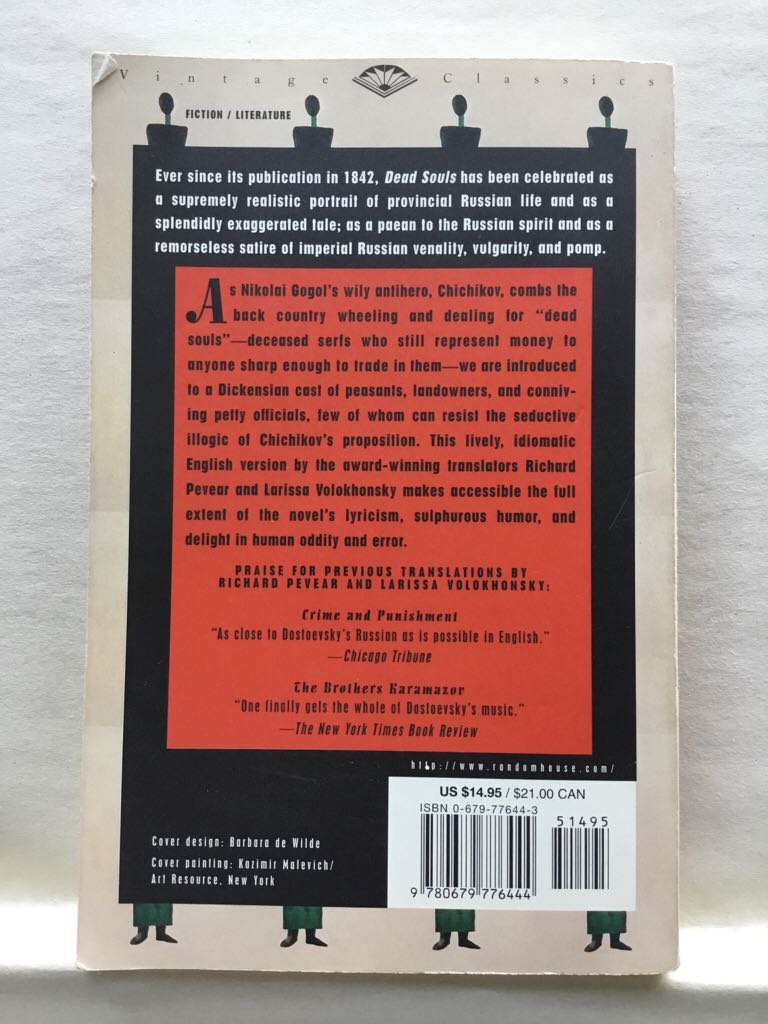 Vintage Classics
FICTION / LITERATURE
Ever since its publication in 1842, Dead Souls has been celebrated as
a supremely realistic portrait of provincial Russian life and as a
splendidly exaggerated tale; as a paean to the Russian spirit and as a
remorseless satire of imperial Russian venality, vulgarity, and pomp.
As Nikolai Gogol's wily antihero, Chichikov, combs the
back country wheeling and dealing for "dead
souls"—deceased serfs who still represent money to
anyone sharp enough to trade in them—we are introduced
to a Dickensian cast of peasants, landowners, and conniv-
ing petty officials, few of whom can resist the seductive
illogic of Chichikov's proposition. This lively, idiomatic
English version by the award-winning translators Richard
Pevear and Larissa Volokhonsky makes accessible the full
extent of the novel's lyricism, sulphurous humor, and
delight in human oddity and error.
PRAISE FOR PREVIOUS TRANSLATIONS BY
RICHARD PEVEAR AND LARISSA VOLOKHONSKY:
Crime and Punishment
"As close to Dostoevsky's Russian as is possible in English."
—Chicago Tribune
The Brothers Karamazov
"One finally gets the whole of Dostoevsky's music."
—The New York Times Book Review
http://www.randomhouse.com/
US $14.95 / $21.00 CAN
ISBN 0-679-77644-3
51495
9 780679 776444
Cover design: Barbara de Wilde
Cover painting: Kazimir Malevich/
Art Resource, New York